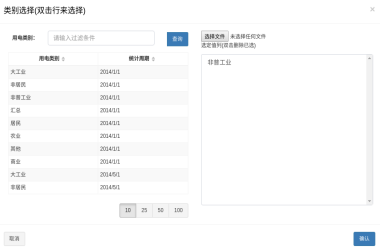 类别选择(双击行来选择)
×
用电类别:
请输入过滤条件
查询
用电类别
统计周期
大工业
2014/1/1
非居民
2014/1/1
非普工业
2014/1/1
汇总
2014/1/1
居民
2014/1/1
农业
2014/1/1
其他
2014/1/1
商业
2014/1/1
大工业
2014/5/1
非居民
2014/5/1
10
25
50
100
选择文件
未选择任何文件
选定值列(双击删除已选)
非普工业
取消
确认